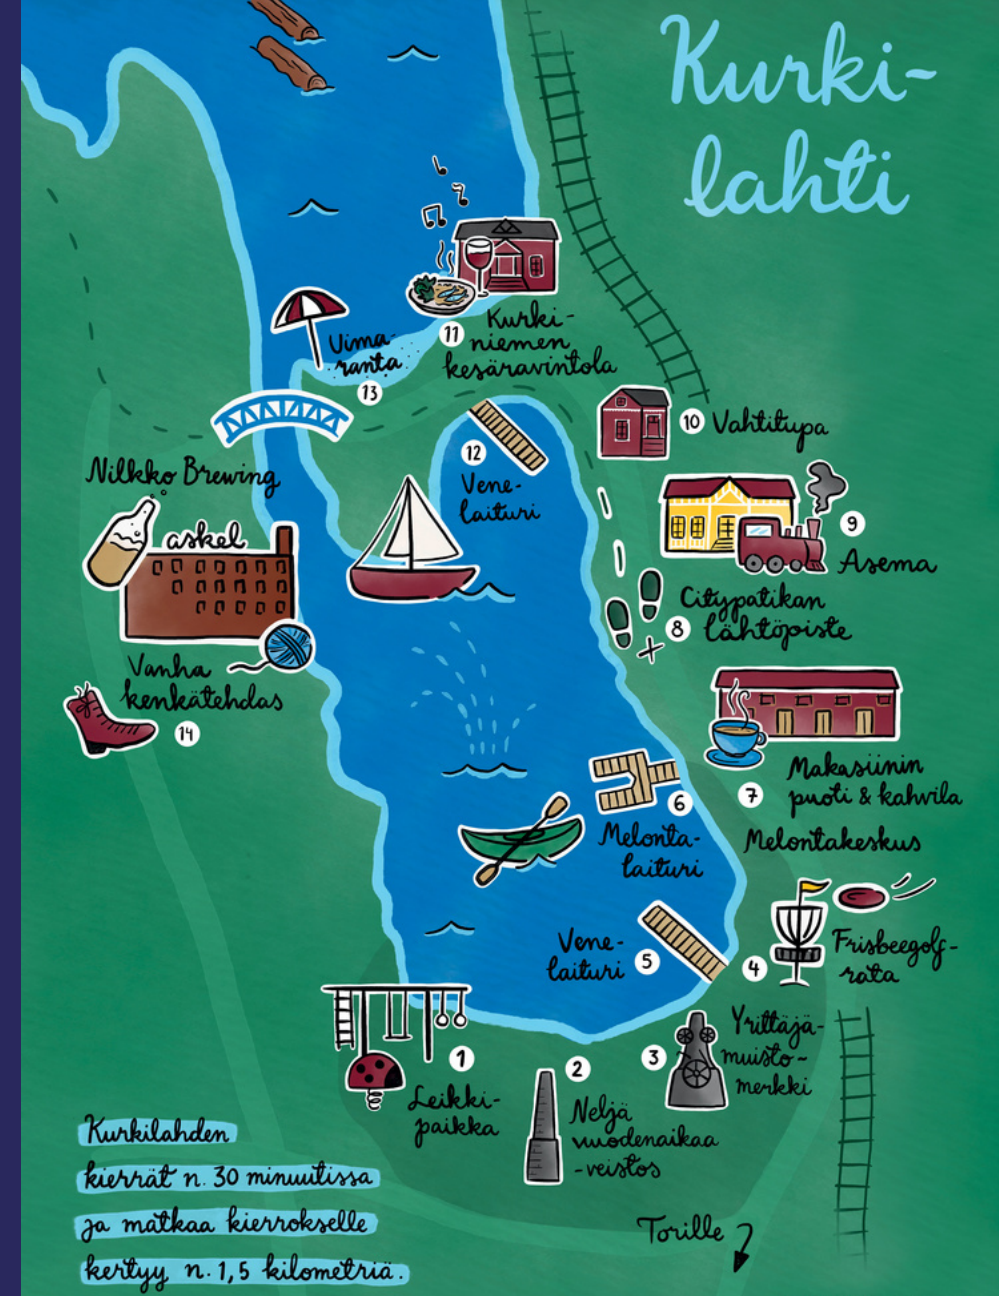 Kurki-
lahti
11
Kurki-
niemen
kesäravintola
Uima-
ranta
13
10 Vahtitupa
12
Vene-
laituri
Nilkko Brewing
askel
9
Asema
8
Citypatikan
lähtöpiste
Vanha
kenkätehdas
14
7
Makasiinin
puoti & kahvila
Melontakeskus
6
Melonta-
laituri
Vene-
laituri
5
4
Frisbeegolf-
rata
3
Yrittäjä-
muisto-
merkki
2
Neljä
vuodenaikaa
-veistos
1
Leikki-
paikka
Kurkilahden
kierrät n. 30 minuutissa
ja matkaa kierrokselle
kertyy n. 1,5 kilometriä.
Torille